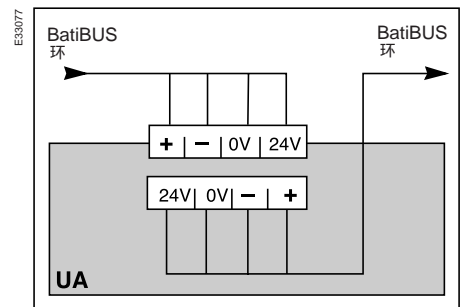 E33077
BatiBUS
环
BatiBUS
环
+ | − | 0V | 24V
24V | 0V | − | +
UA